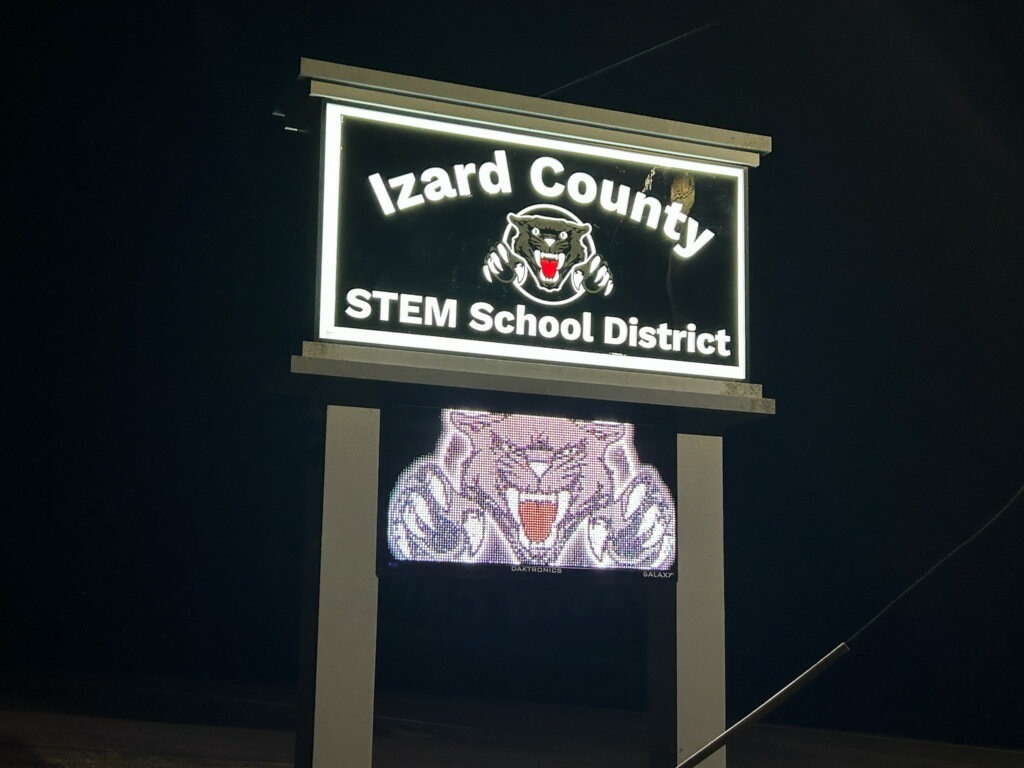 Izard County
STEM School District
DAKTRONICS
GALAXY